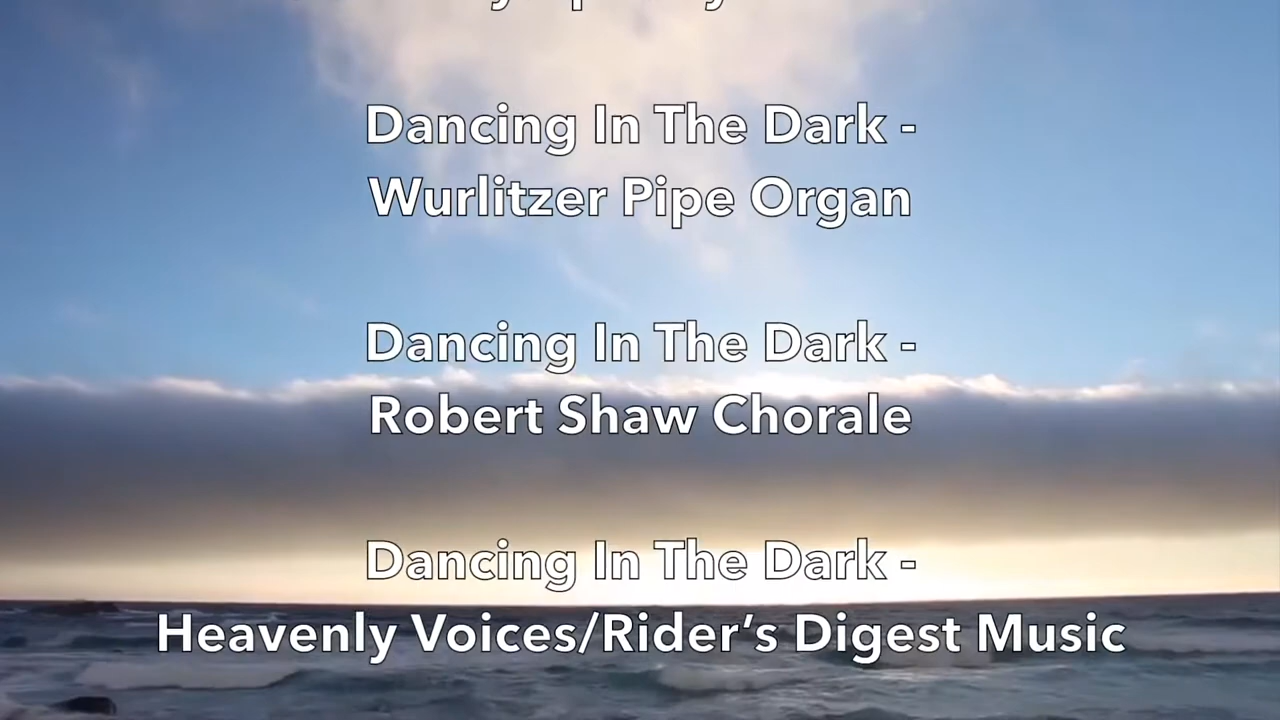 Dancing In The Dark -
Wurlitzer Pipe Organ
Dancing In The Dark -
Robert Shaw Chorale
Dancing In The Dark -
Heavenly Voices/Rider’s Digest Music